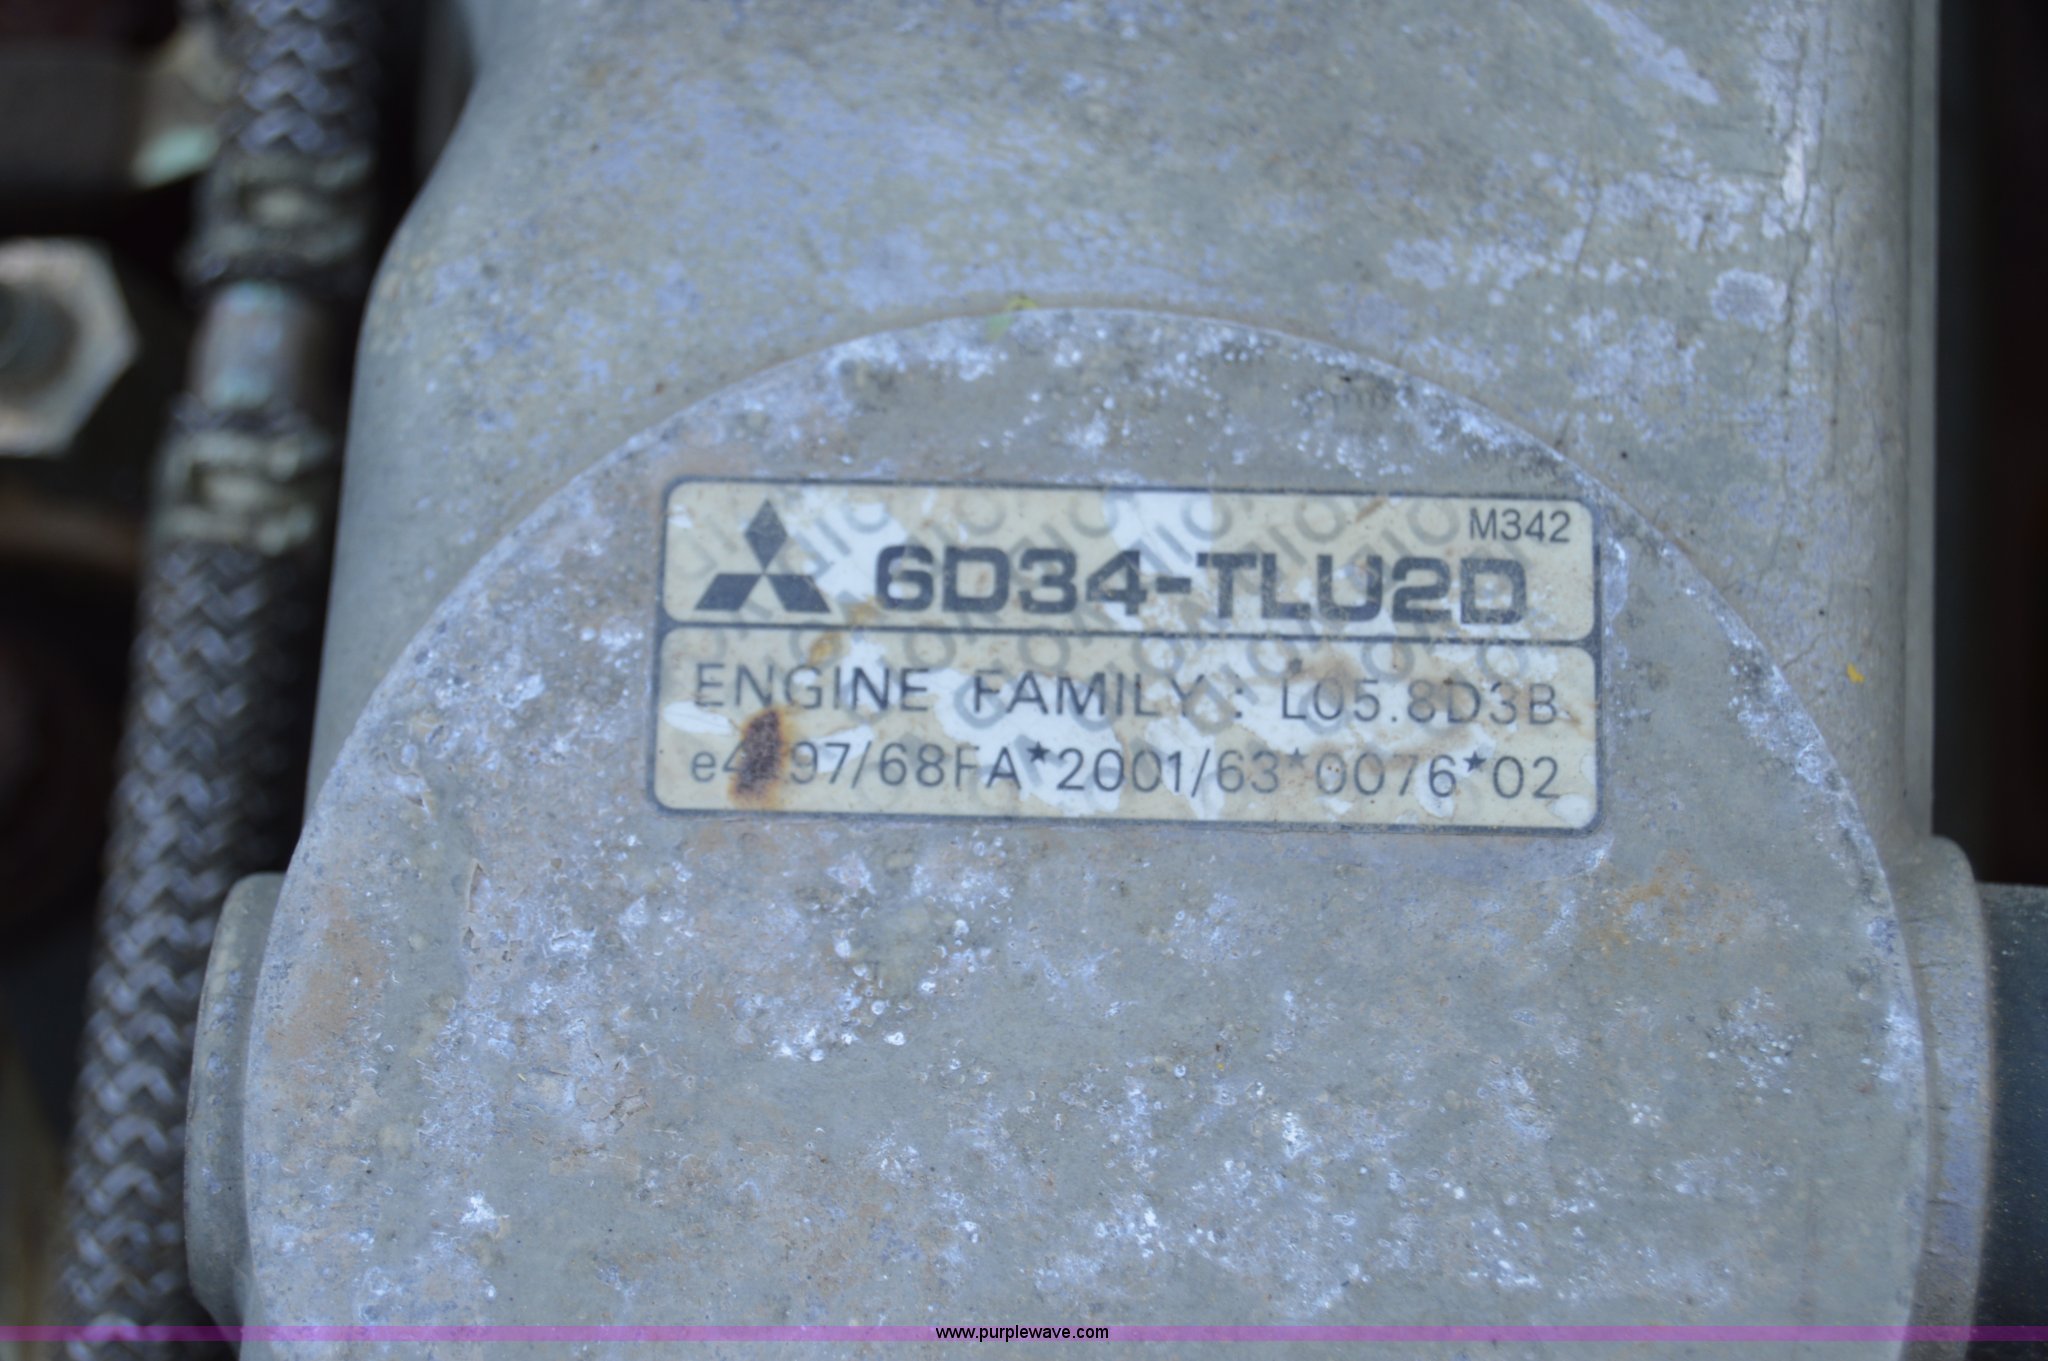 M342
6D34-TLU2D
ENGINE FAMILY : L05.8D3B
97/68FA*2001/63*0076*02
www.purplewave.com